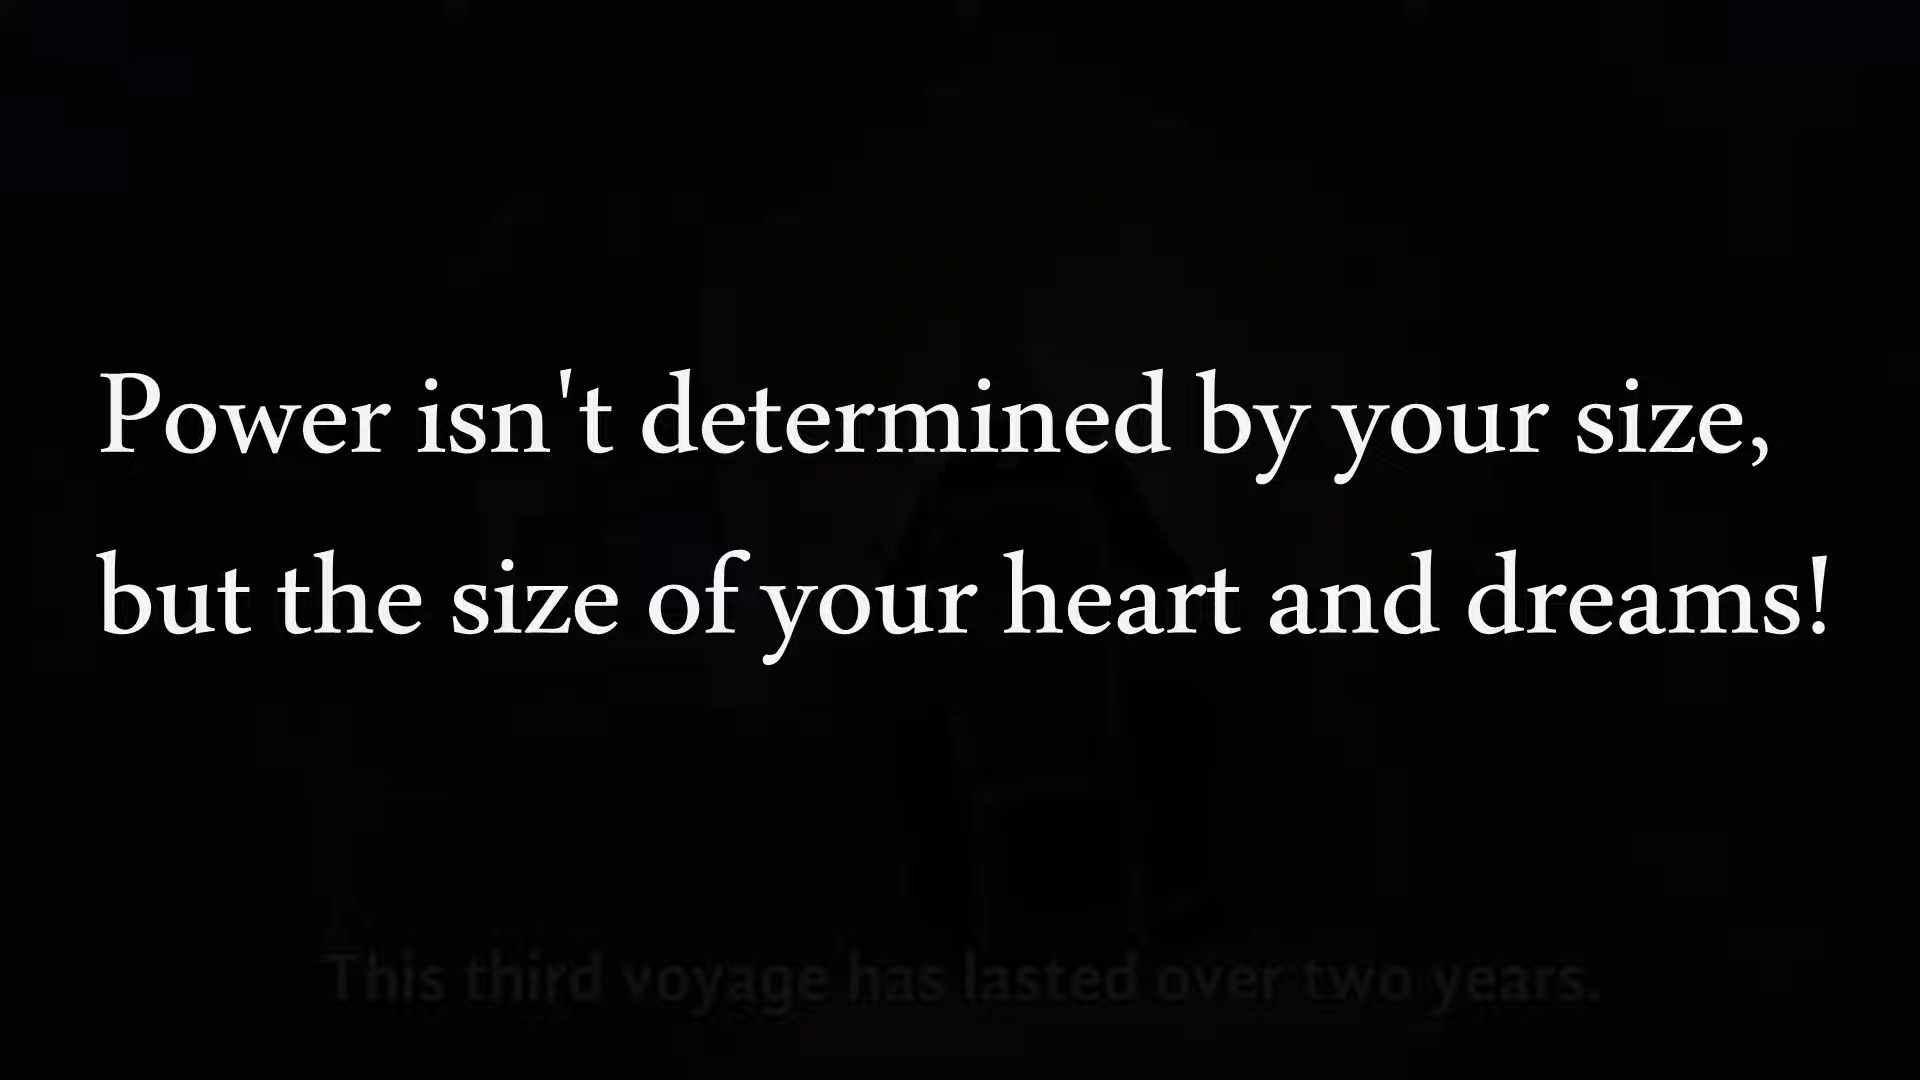 Power isn't determined by your size,
but the size of your heart and dreams!
This third voyage has lasted over two years.